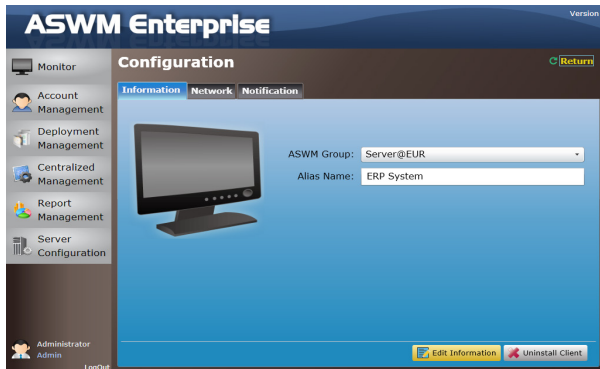 ASWM Enterprise
Version
Monitor
Account
Management
Deployment
Management
Centralized
Management
Report
Management
Server
Configuration
Administrator
Admin
LogOut
Configuration
Return
Information Network Notification
ASWM Group: Server@EUR
Alias Name: ERP System
Edit Information Uninstall Client